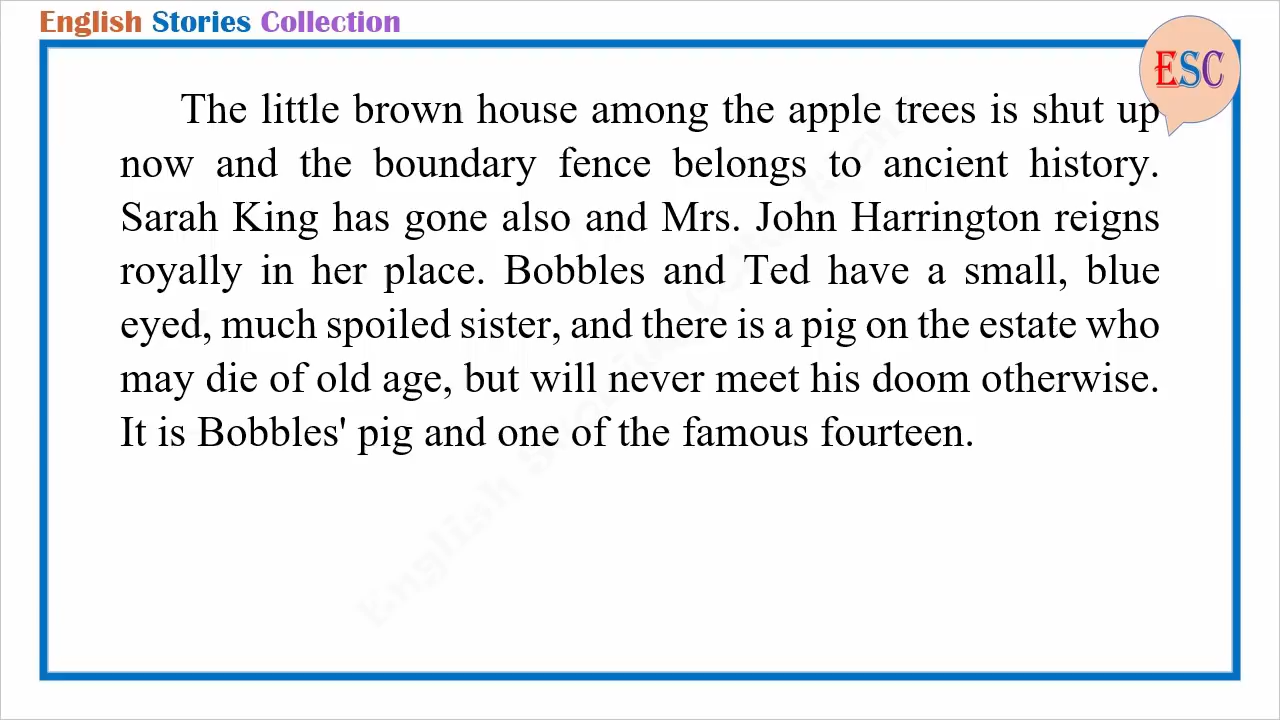 English Stories Collection
ESC
The little brown house among the apple trees is shut up
now and the boundary fence belongs to ancient history.
Sarah King has gone also and Mrs. John Harrington reigns
royally in her place. Bobbles and Ted have a small, blue
eyed, much spoiled sister, and there is a pig on the estate who
may die of old age, but will never meet his doom otherwise.
It is Bobbles' pig and one of the famous fourteen.
English Stories Collection